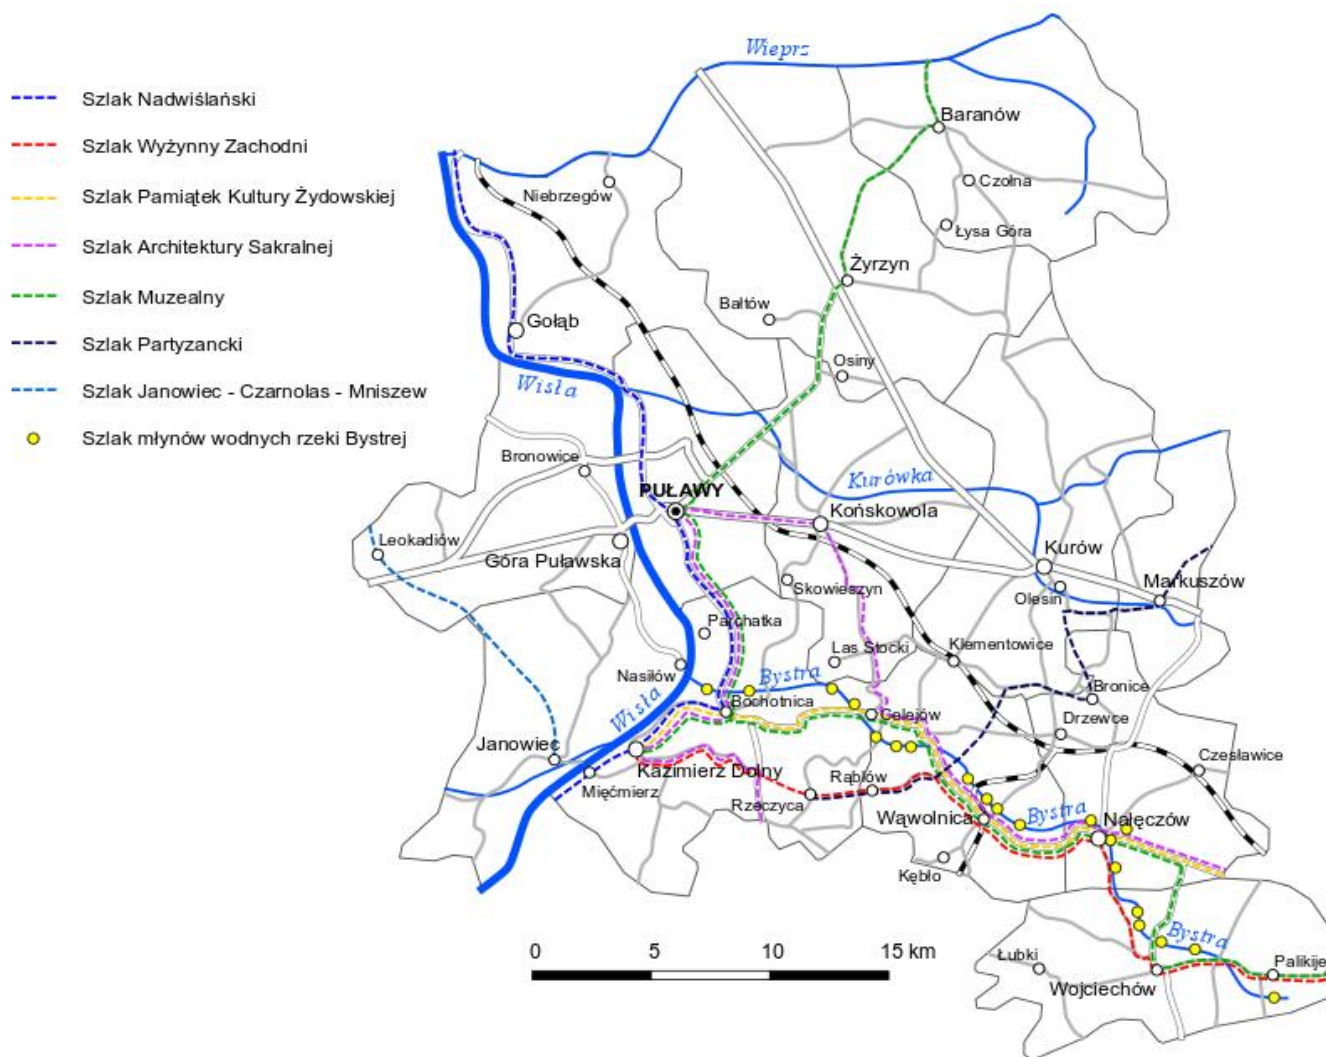 Szlak Nadwiślański
Szlak Wyżynny Zachodni
Szlak Pamiątek Kultury Żydowskiej
Szlak Architektury Sakralnej
Szlak Muzealny
Szlak Partyzancki
Szlak Janowiec - Czarnolas - Mniszew
Szlak młynów wodnych rzeki Bystrej
Wieprz
Baranów
Czołna
Niebrzegów
Łysa Góra
Żyrzyn
Bałtów
Gołąb
Osiny
Wisła
Bronowice
Kurówka
PUŁAWY
Końskowola
Leokadiów
Góra Puławska
Kurów
Markuszów
Skowieszyn
Olesin
Parchatka
Las Stocki
Klementowice
Nasiłów
Bystra
Bronice
Wisła
Bochotnica
Celejów
Drzewce
Janowiec
Kazimierz Dolny
Czesławice
Mięćmierz
Rąblów
Rzeczyca
Wąwolnica
Bystra
Nałęczów
Kębło
Bystra
0 5 10 15 km
Łubki
Palikije
Wojciechów